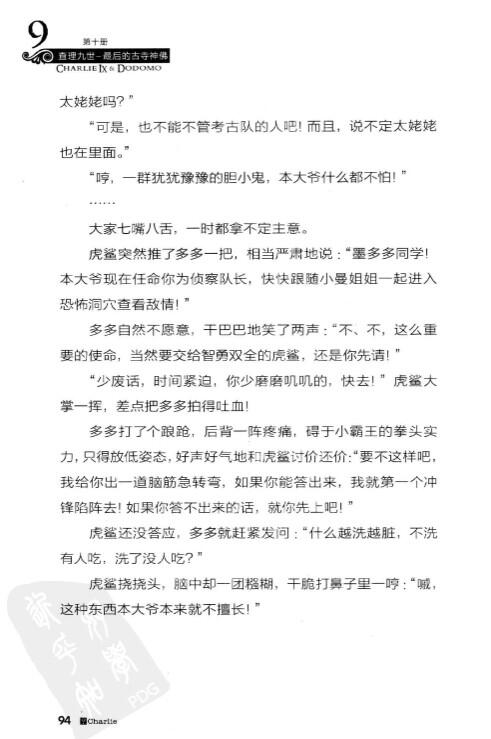 9
第十册
查理九世-最后的古寺神佛
CHARLIE IX & DODOMO
太姥姥吗？”
“可是，也不能不管考古队的人吧！而且，说不定太姥姥
也在里面。”
“哼，一群犹犹豫豫的胆小鬼，本大爷什么都不怕！”
……
大家七嘴八舌，一时都拿不定主意。
虎鲨突然推了多多一把，相当严肃地说：“墨多多同学！
本大爷现在任命你为侦察队长，快快跟随小曼姐姐一起进入
恐怖洞穴查看敌情！”
多多自然不愿意，干巴巴地笑了两声：“不、不，这么重
要的使命，当然要交给智勇双全的虎鲨，还是你先请！”
“少废话，时间紧迫，你少磨磨叽叽的，快去！”虎鲨大
掌一挥，差点把多多拍得吐血！
多多打了个踉跄，后背一阵疼痛，碍于小霸王的拳头实
力，只得放低姿态，好声好气地和虎鲨讨价还价：“要不这样吧，
我给你出一道脑筋急转弯，如果你能答出来，我就第一个冲
锋陷阵去！如果你答不出来的话，就你先上吧！”
虎鲨还没答应，多多就赶紧发问：“什么越洗越脏，不洗
有人吃，洗了没人吃？”
虎鲨挠挠头，脑中却一团糨糊，干脆打鼻子里一哼：“嘁，
这种东西本大爷本来就不擅长！”
PDG
94 Charlie